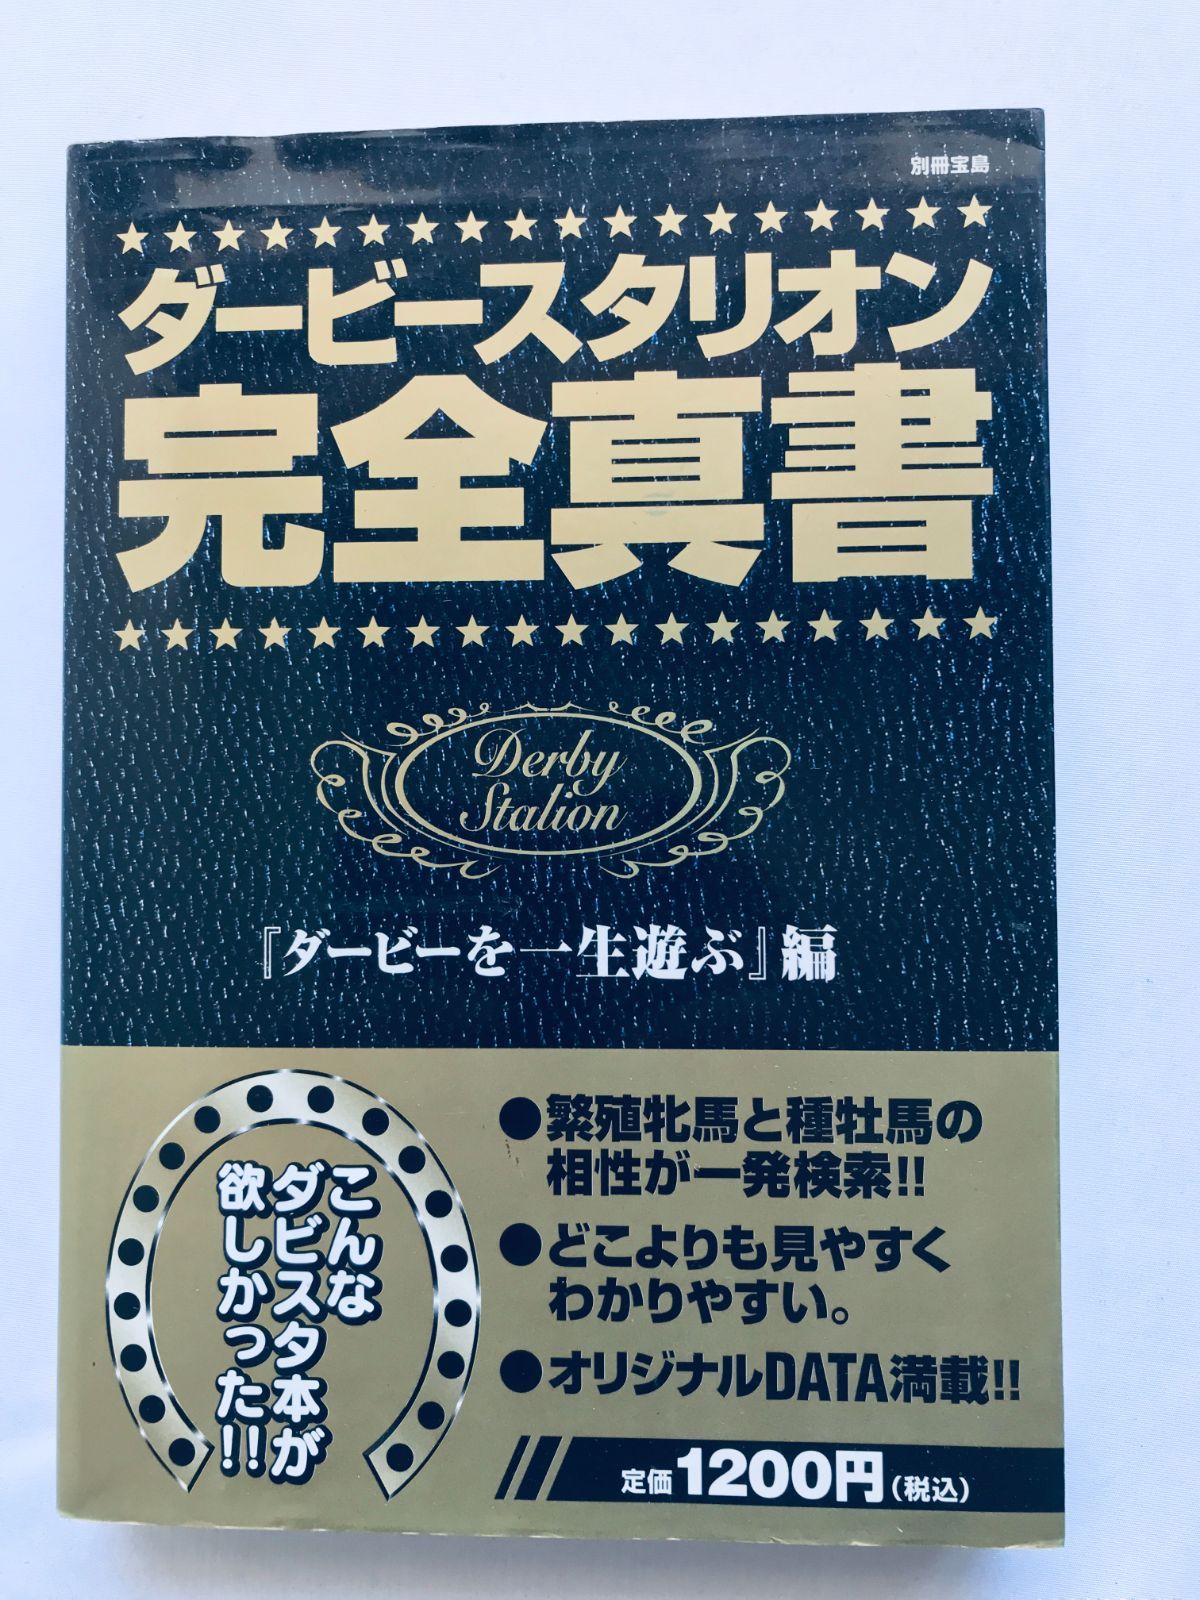 別冊宝島
ダービースタリオン
完全真書
Derby
Stalion
『ダービーを一生遊ぶ』編
こんな
ダビスタ本が
欲しかった!!
●繁殖牝馬と種牡馬の
相性が一発検索!!
●どこよりも見やすく
わかりやすい。
●オリジナルDATA満載!!
定価1200円(税込)